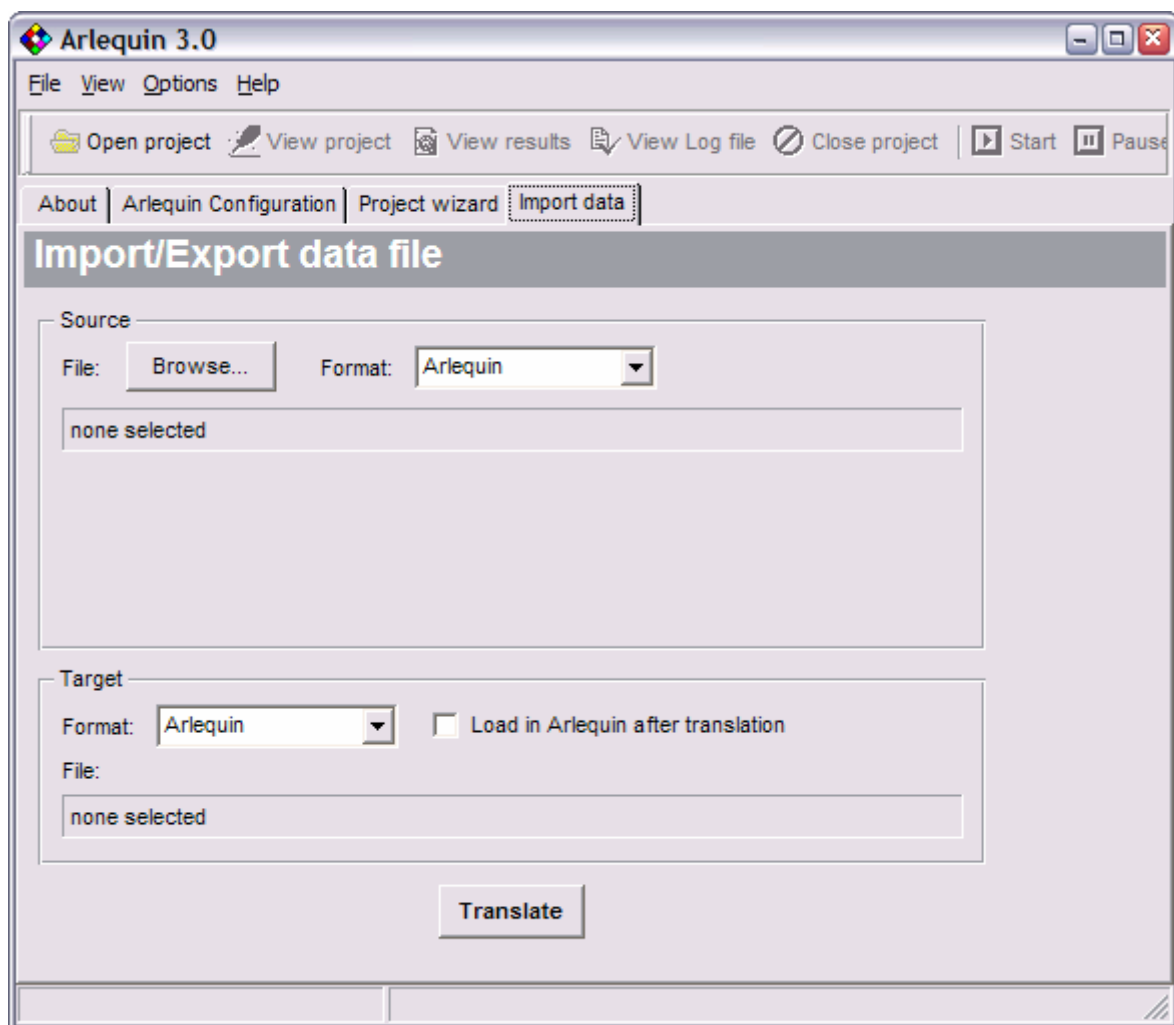 Arlequin 3.0
File View Options Help
Open project View project View results View Log file Close project Start Pause
About Arlequin Configuration Project wizard Import data
Import/Export data file
Source
File: Browse... Format: Arlequin
none selected
Target
Format: Arlequin Load in Arlequin after translation
File:
none selected
Translate